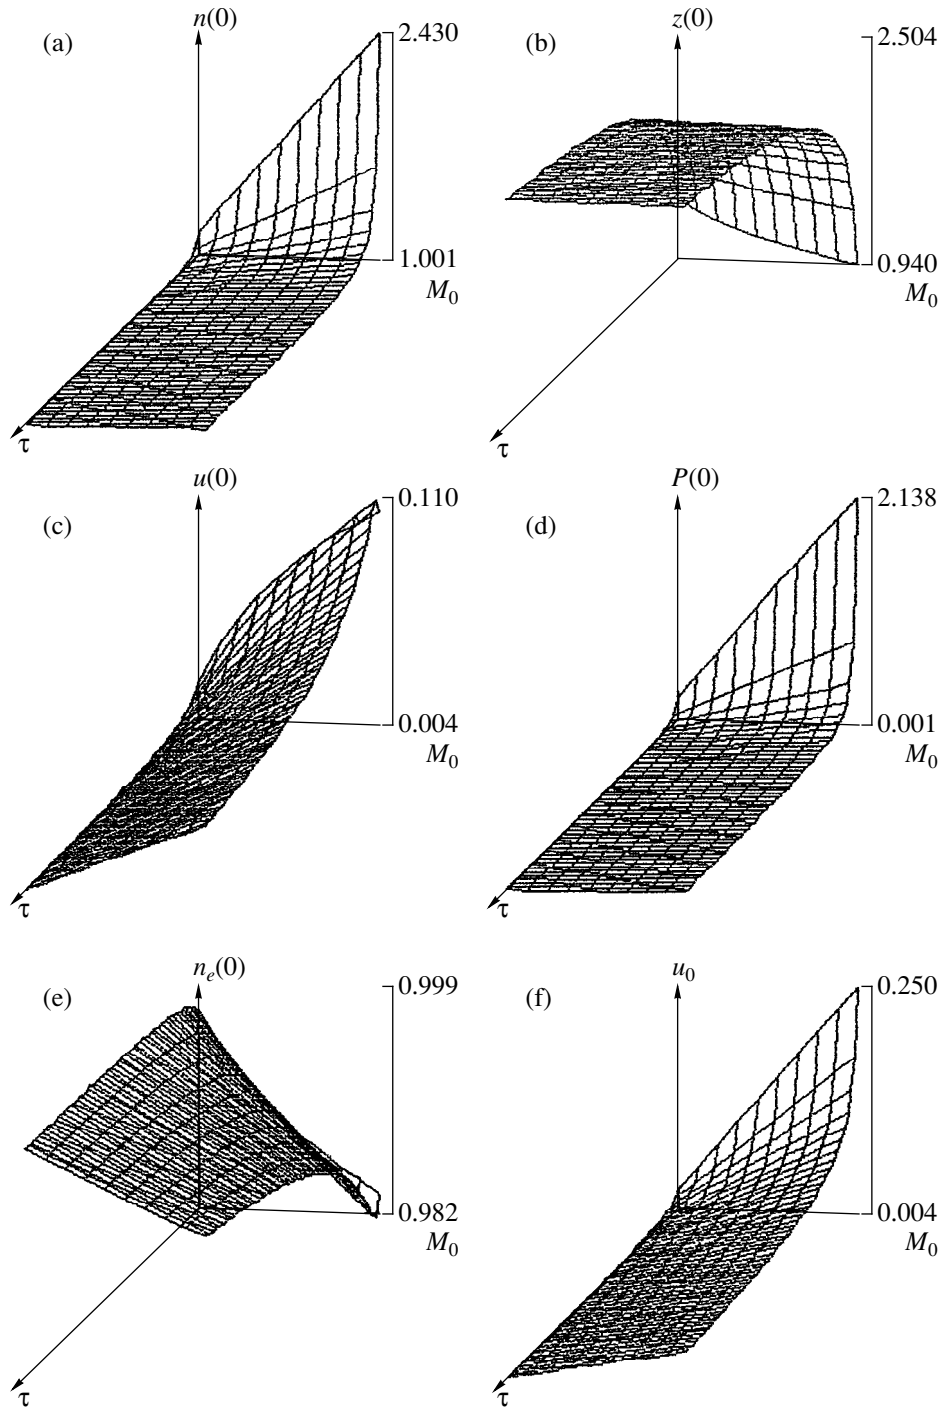 (a)
n(0)
2.430
1.001
M₀
τ
(b)
z(0)
2.504
0.940
M₀
τ
(c)
u(0)
0.110
0.004
M₀
τ
(d)
P(0)
2.138
0.001
M₀
τ
(e)
nₑ(0)
0.999
0.982
M₀
τ
(f)
u₀
0.250
0.004
M₀
τ